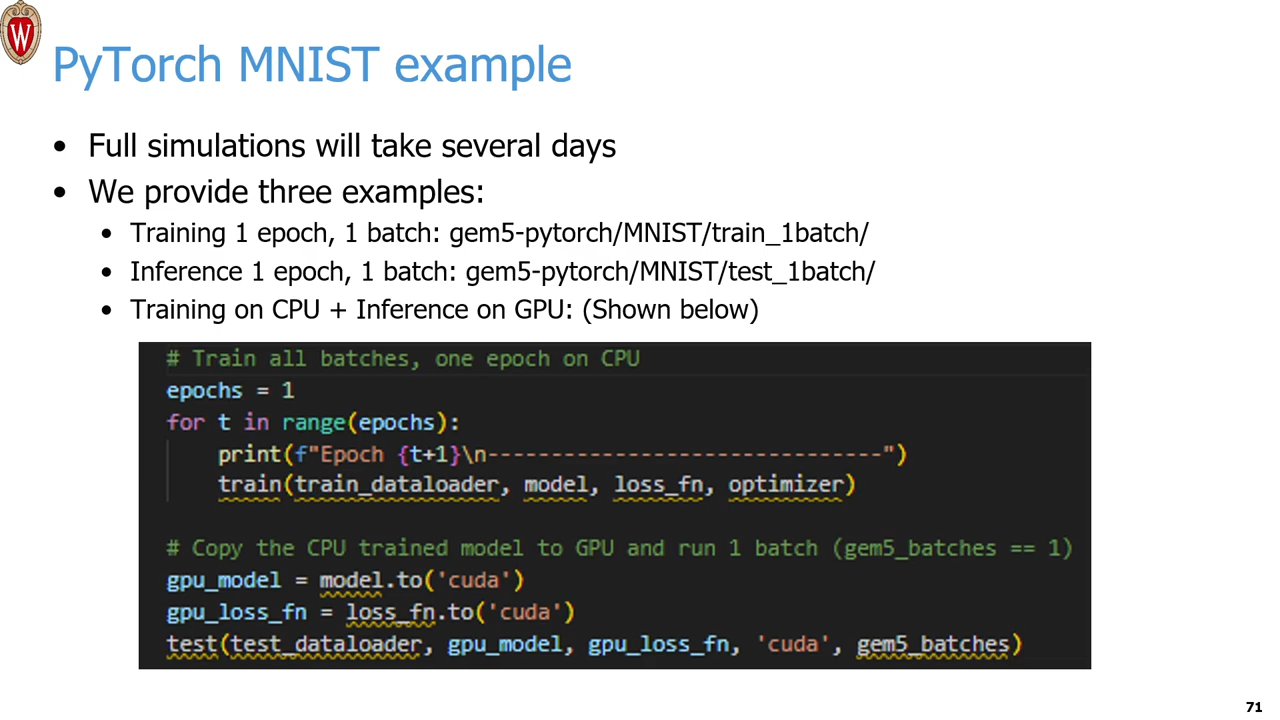 W
PyTorch MNIST example
• Full simulations will take several days
• We provide three examples:
• Training 1 epoch, 1 batch: gem5-pytorch/MNIST/train_1batch/
• Inference 1 epoch, 1 batch: gem5-pytorch/MNIST/test_1batch/
• Training on CPU + Inference on GPU: (Shown below)
# Train all batches, one epoch on CPU
epochs = 1
for t in range(epochs):
    print(f"Epoch {t+1}\n-------------------------------")
    train(train_dataloader, model, loss_fn, optimizer)
# Copy the CPU trained model to GPU and run 1 batch (gem5_batches == 1)
gpu_model = model.to('cuda')
gpu_loss_fn = loss_fn.to('cuda')
test(test_dataloader, gpu_model, gpu_loss_fn, 'cuda', gem5_batches)
71